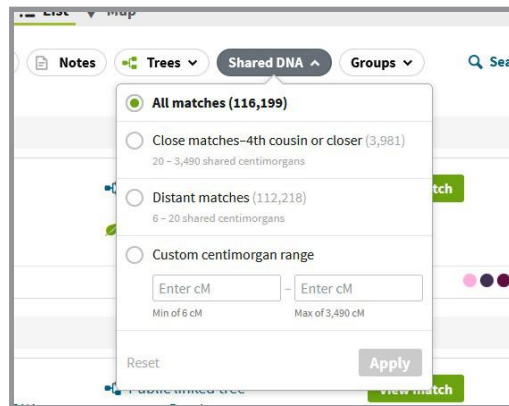 List Map
Notes Trees Shared DNA Groups Sea
All matches (116,199)
Close matches–4th cousin or closer (3,981)
20 – 3,490 shared centimorgans
Distant matches (112,218)
6 – 20 shared centimorgans
tch
Custom centimorgan range
Enter cM – Enter cM
Min of 6 cM Max of 3,490 cM
Reset Apply
Public linked tree View match